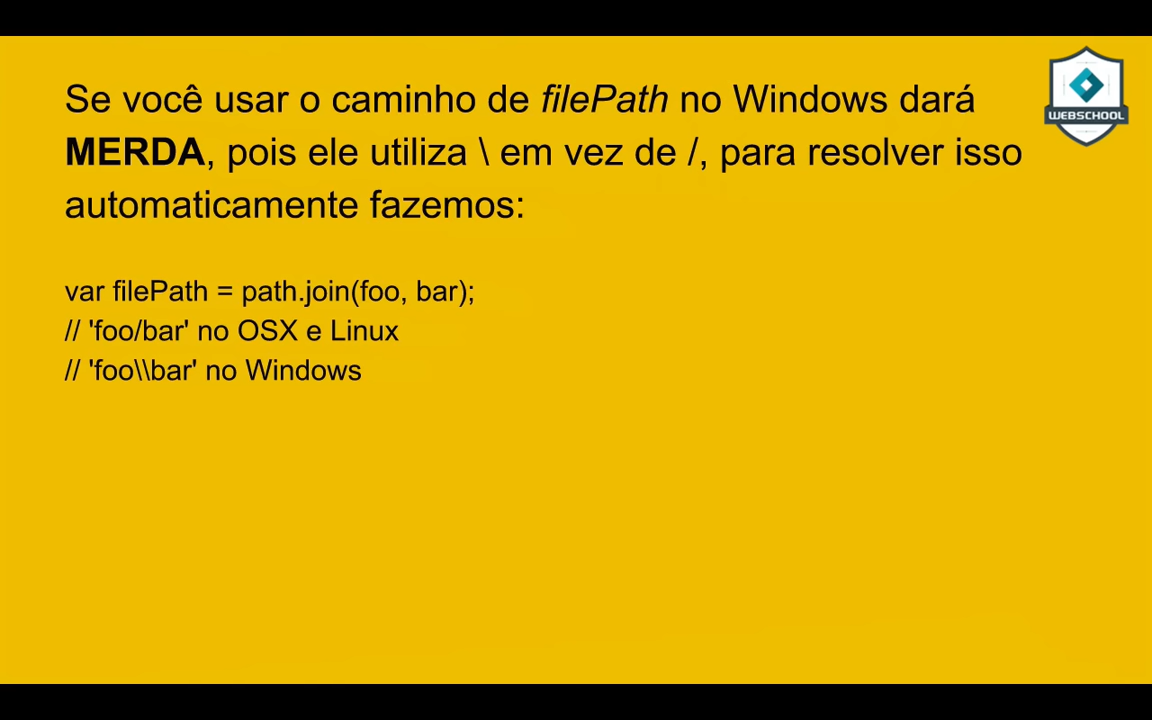 Se você usar o caminho de filePath no Windows dará
MERDA, pois ele utiliza \ em vez de /, para resolver isso
automaticamente fazemos:
var filePath = path.join(foo, bar);
// 'foo/bar' no OSX e Linux
// 'foo\\bar' no Windows
WEBSCHOOL